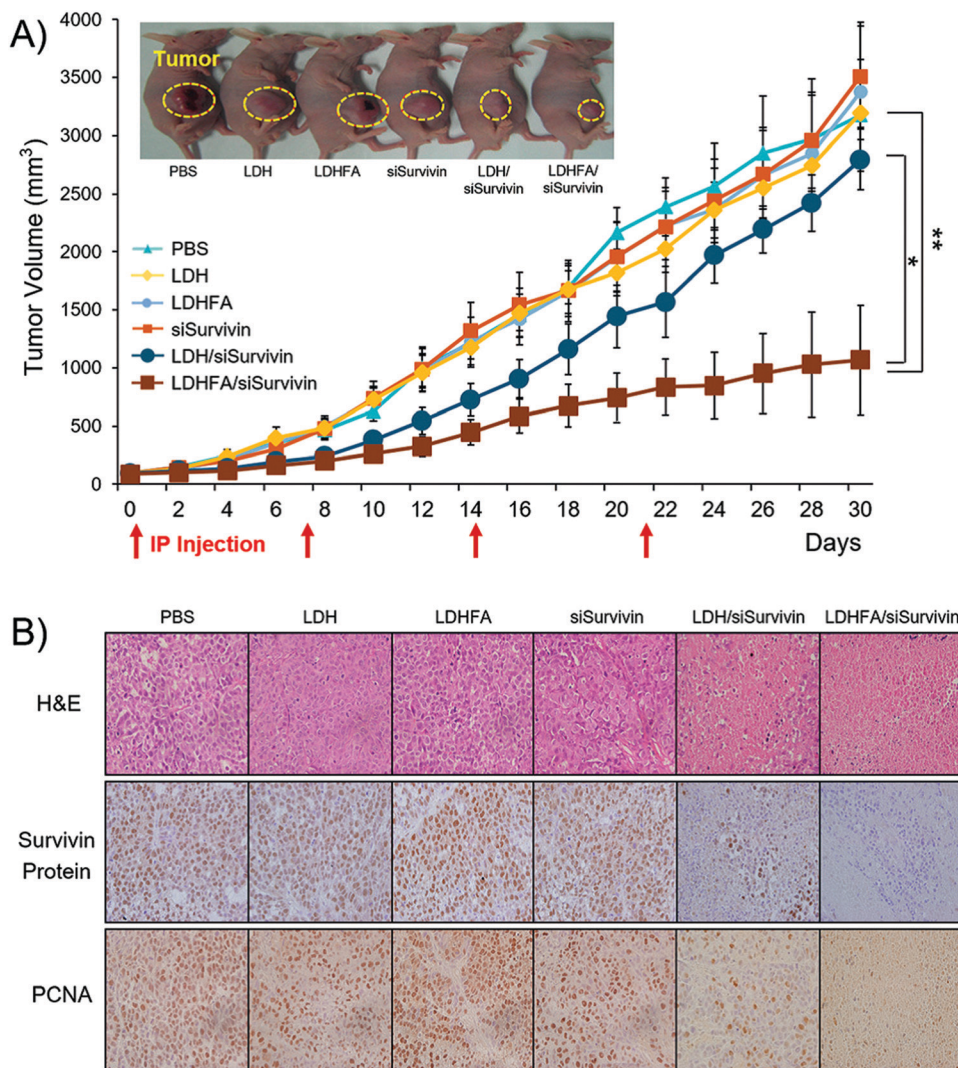 A)
4000
3500
3000
2500
2000
1500
1000
500
0
Tumor Volume (mm³)
Tumor
PBS
LDH
LDHFA
siSurvivin
LDH/
siSurvivin
LDHFA/
siSurvivin
PBS
LDH
LDHFA
siSurvivin
LDH/siSurvivin
LDHFA/siSurvivin
*
**
0 2 4 6 8 10 12 14 16 18 20 22 24 26 28 30
IP Injection
Days
B)
PBS LDH LDHFA siSurvivin LDH/siSurvivin LDHFA/siSurvivin
H&E
Survivin
Protein
PCNA